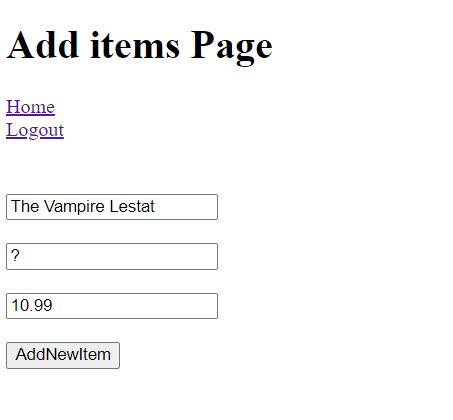 Add items Page
Home
Logout
The Vampire Lestat
?
10.99
AddNewItem